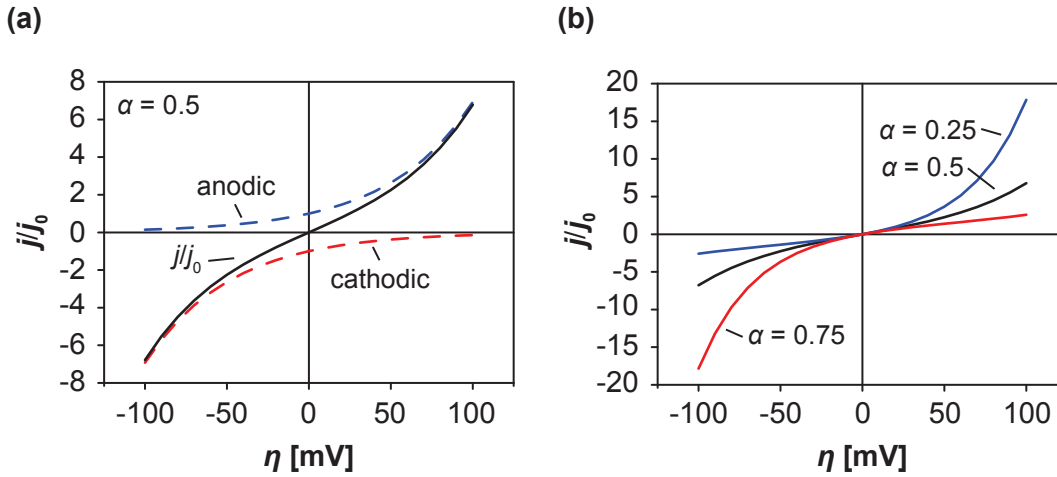 (a)
8
6
4
2
0
-2
-4
-6
-8
j/j₀
α = 0.5
anodic
j/j₀
cathodic
-100 -50 0 50 100
η [mV]
(b)
20
15
10
5
0
-5
-10
-15
-20
j/j₀
α = 0.25
α = 0.5
α = 0.75
-100 -50 0 50 100
η [mV]